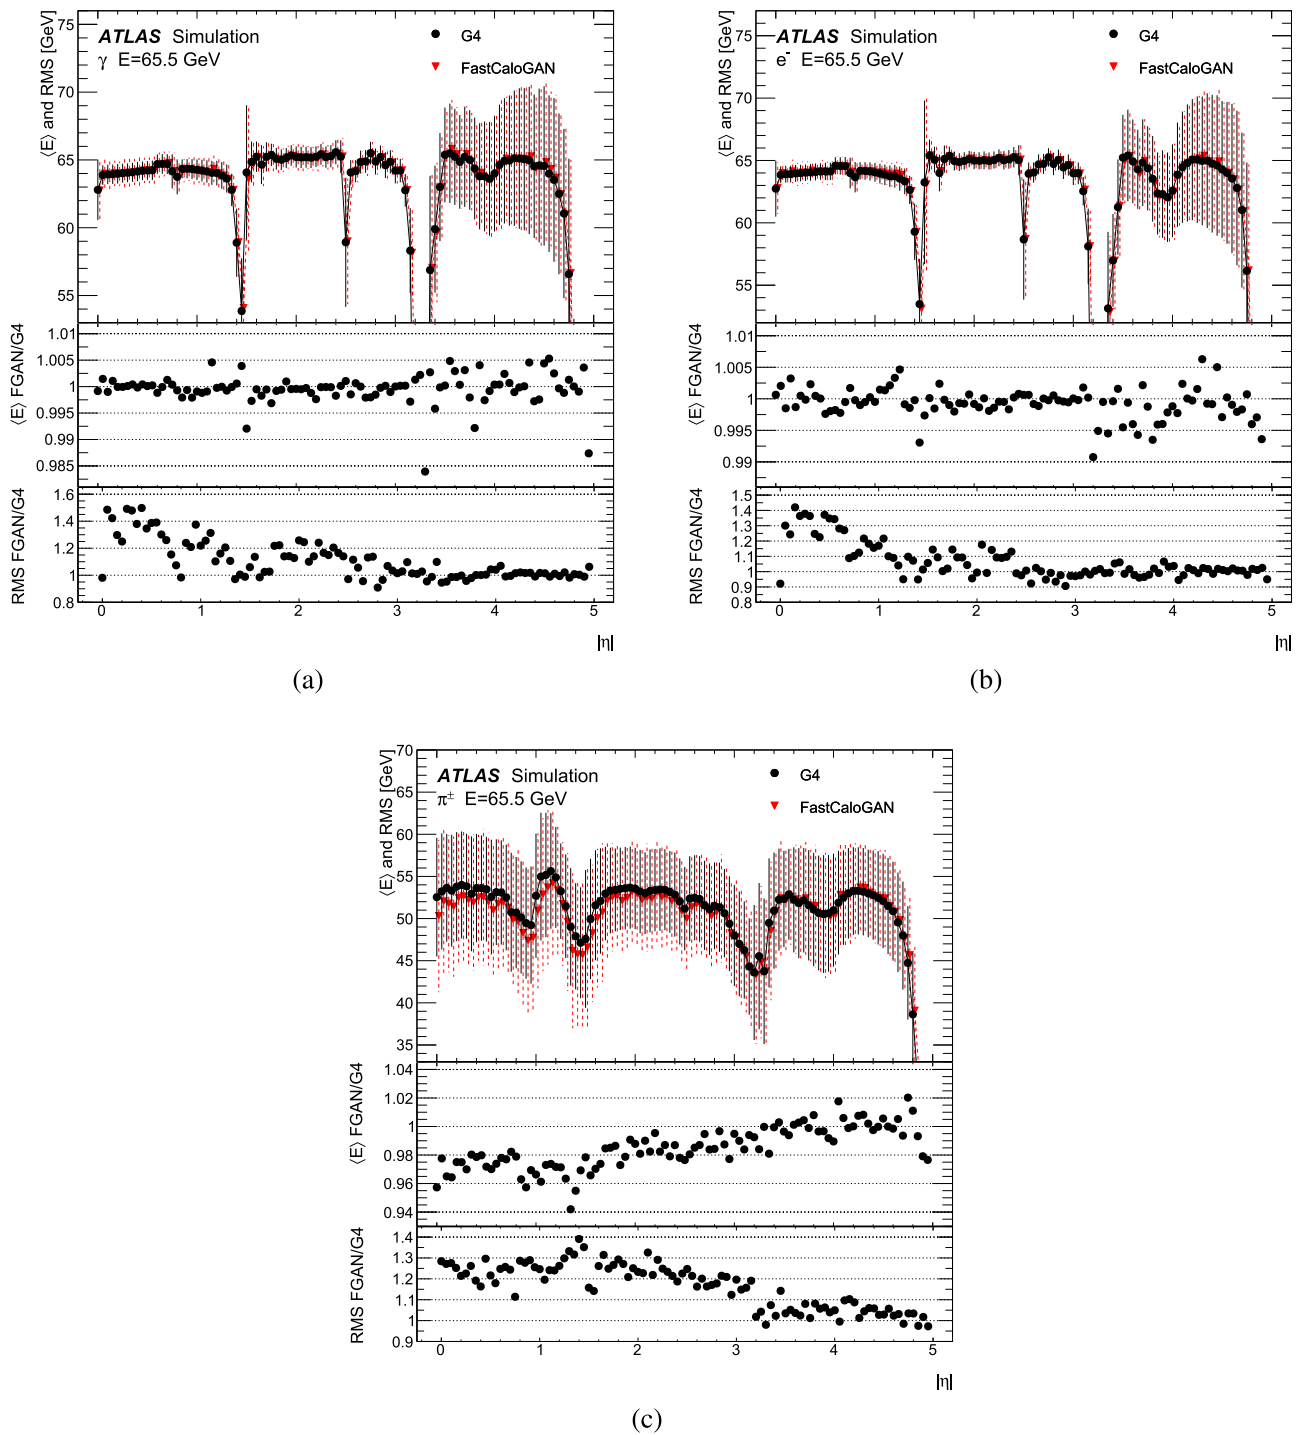 ⟨E⟩ and RMS [GeV]
75
70
65
60
55
ATLAS Simulation
γ E=65.5 GeV
G4
FastCaloGAN
⟨E⟩ FGAN/G4
1.01
1.005
1
0.995
0.99
0.985
RMS FGAN/G4
1.6
1.4
1.2
1
0.8
0 1 2 3 4 5
|η|
(a)
⟨E⟩ and RMS [GeV]
75
70
65
60
55
ATLAS Simulation
e⁻ E=65.5 GeV
G4
FastCaloGAN
⟨E⟩ FGAN/G4
1.01
1.005
1
0.995
0.99
RMS FGAN/G4
1.5
1.4
1.3
1.2
1.1
1
0.9
0.8
0 1 2 3 4 5
|η|
(b)
⟨E⟩ and RMS [GeV]
70
65
60
55
50
45
40
35
ATLAS Simulation
π± E=65.5 GeV
G4
FastCaloGAN
⟨E⟩ FGAN/G4
1.04
1.02
1
0.98
0.96
0.94
RMS FGAN/G4
1.4
1.3
1.2
1.1
1
0.9
0 1 2 3 4 5
|η|
(c)